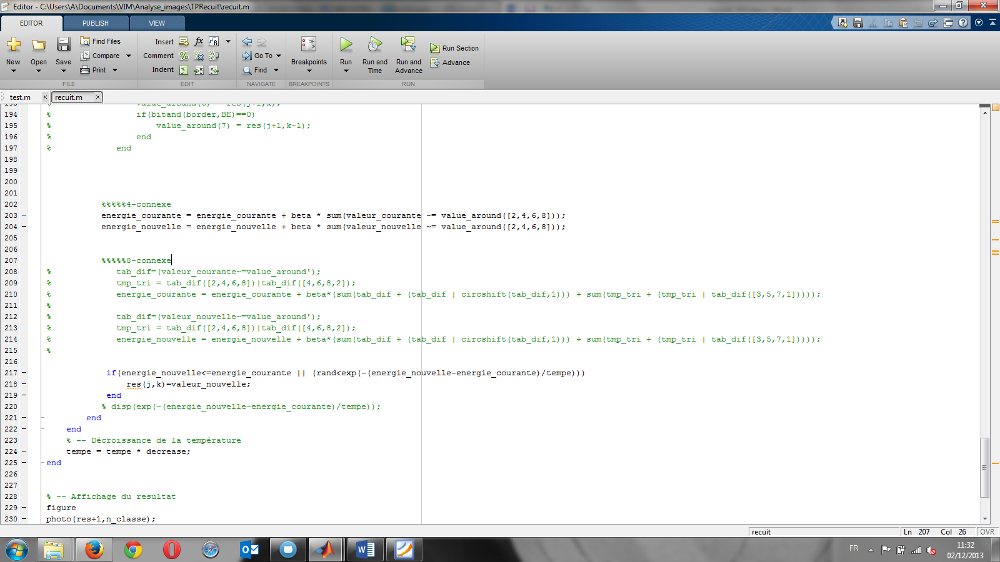 Editor - C:\Users\A\Documents\VIM\Analyse_images\TPRecuit\recuit.m
EDITOR PUBLISH VIEW
New Open Save Find Files Compare Print FILE
Insert fx Comment Indent EDIT
Go To Find NAVIGATE
Breakpoints BREAKPOINTS
Run Run and Time Run and Advance Run Section Advance RUN
test.m recuit.m
194 % if(bitand(border,BE)==0)
195 % value_around(7) = res(j+1,k-1);
196 % end
197 % end
198
199
200
201
202 %%%%%4-connexe
203 energie_courante = energie_courante + beta * sum(valeur_courante ~= value_around([2,4,6,8]));
204 energie_nouvelle = energie_nouvelle + beta * sum(valeur_nouvelle ~= value_around([2,4,6,8]));
205
206
207 %%%%%8-connexe
208 % tab_dif=(valeur_courante~=value_around');
209 % tmp_tri = tab_dif([2,4,6,8])|tab_dif([4,6,8,2]);
210 % energie_courante = energie_courante + beta*(sum(tab_dif + (tab_dif | circshift(tab_dif,1))) + sum(tmp_tri + (tmp_tri | tab_dif([3,5,7,1]))));
211 %
212 % tab_dif=(valeur_nouvelle~=value_around');
213 % tmp_tri = tab_dif([2,4,6,8])|tab_dif([4,6,8,2]);
214 % energie_nouvelle = energie_nouvelle + beta*(sum(tab_dif + (tab_dif | circshift(tab_dif,1))) + sum(tmp_tri + (tmp_tri | tab_dif([3,5,7,1]))));
215 %
216
217 if(energie_nouvelle<=energie_courante || (rand<exp(-(energie_nouvelle-energie_courante)/tempe)))
218 res(j,k)=valeur_nouvelle;
219 end
220 % disp(exp(-(energie_nouvelle-energie_courante)/tempe));
221 end
222 end
223 % -- Décroissance de la température
224 tempe = tempe * decrease;
225 end
226
227
228 % -- Affichage du resultat
229 figure
230 photo(res+1,n_classe);
recuit Ln 207 Col 26 OVR
FR 11:32
02/12/2013